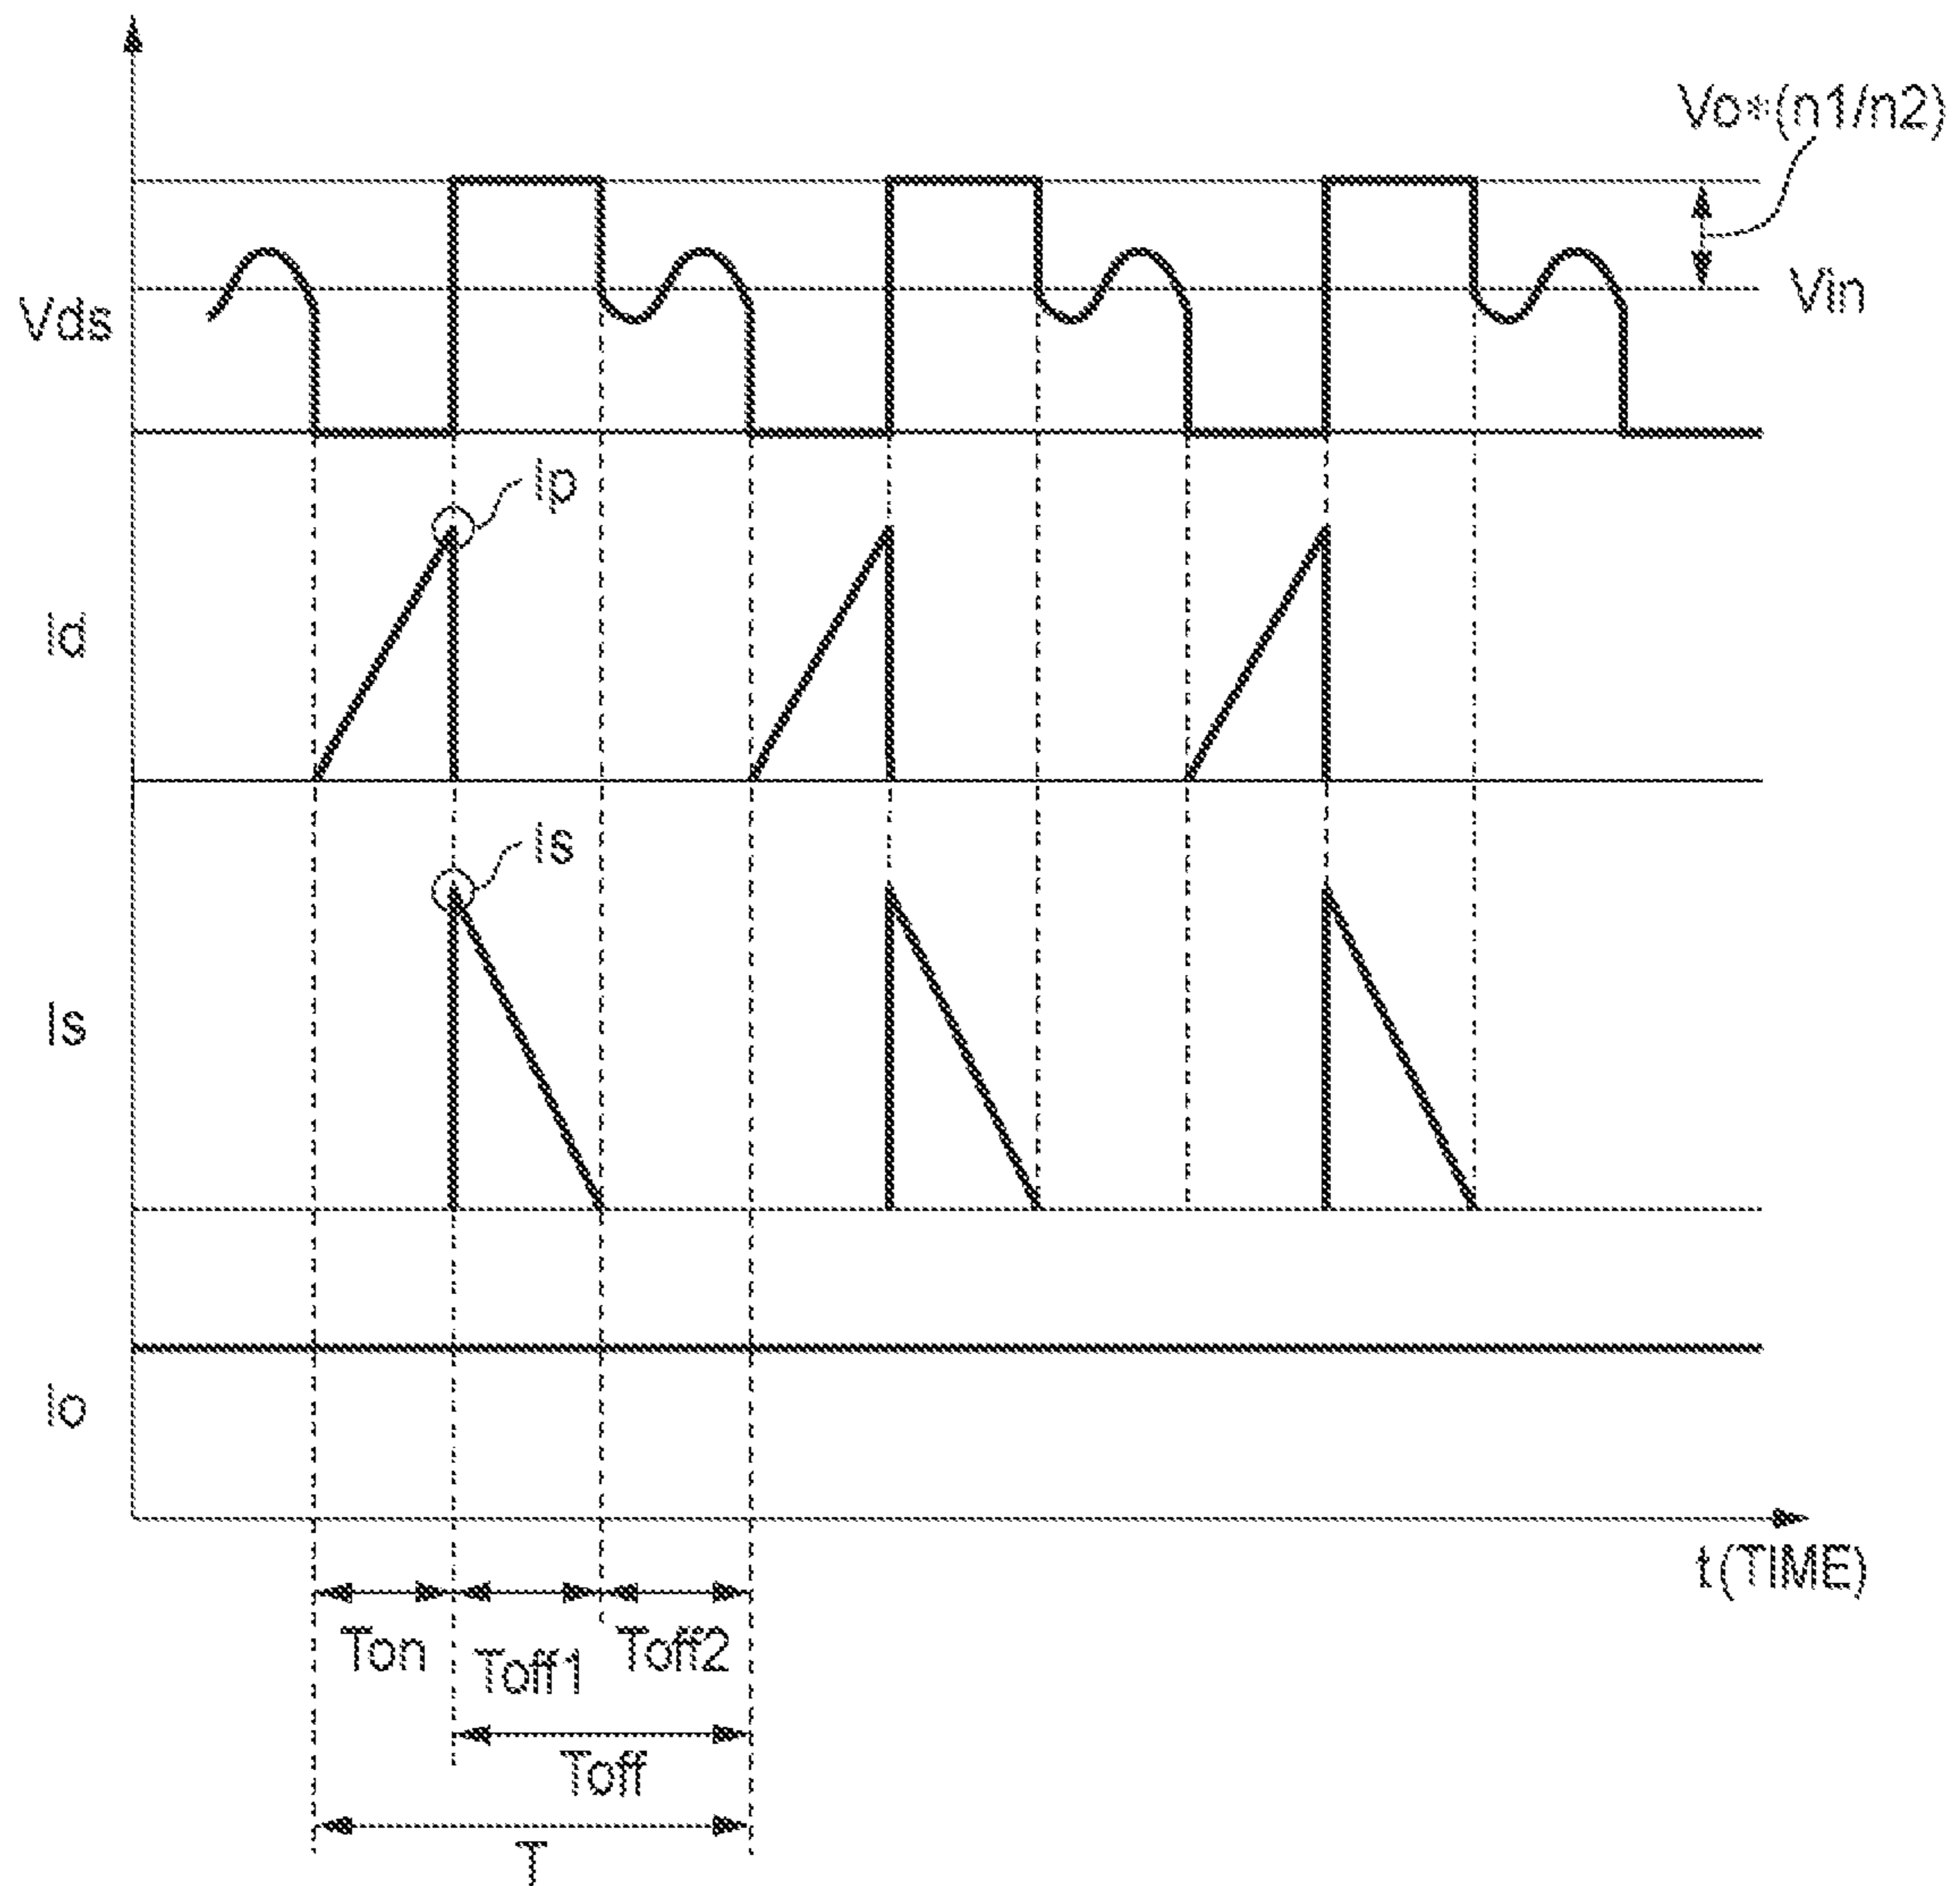 Vo*(n1/n2)
Vin
Vds
Ip
Id
Is
Is
Io
t(TIME)
Ton
Toff1
Toff2
Toff
T